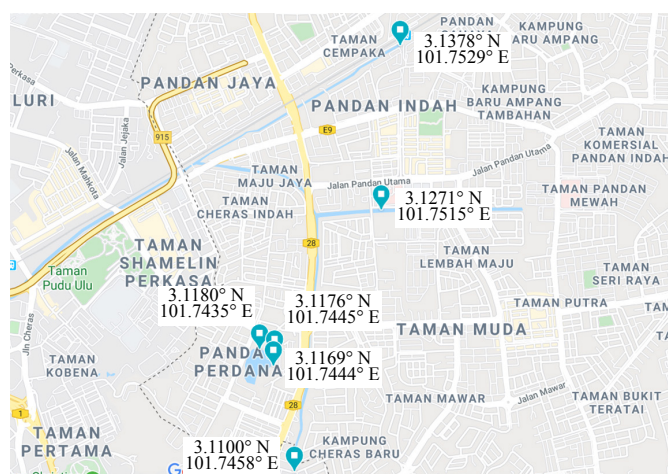 TAMAN
CEMPAKA
PANDAN
KAMPUNG
BARU AMPANG
3.1378° N
101.7529° E
PANDAN JAYA
LURI
Jalan Jejaka
915
PANDAN INDAH
E9
KAMPUNG
BARU AMPANG
TAMBAHAN
TAMAN
KOMERSIAL
PANDAN INDAH
Jalan Mahkota
TAMAN
MAJU JAYA
Jalan Pandan Utama
Jalan Pandan Utama
3.1271° N
101.7515° E
TAMAN PANDAN
MEWAH
TAMAN
CHERAS INDAH
28
TAMAN
SHAMELIN
PERKASA
Taman
Pudu Ulu
TAMAN
LEMBAH MAJU
TAMAN
SERI RAYA
3.1180° N
101.7435° E
3.1176° N
101.7445° E
TAMAN PUTRA
TAMAN MUDA
Jln Cheras
TAMAN
KOBENA
PANDA
PERDANA
3.1169° N
101.7444° E
TAMAN MAWAR
Jalan Mawar
TAMAN BUKIT
TERATAI
28
1
TAMAN
PERTAMA
3.1100° N
101.7458° E
KAMPUNG
CHERAS BARU